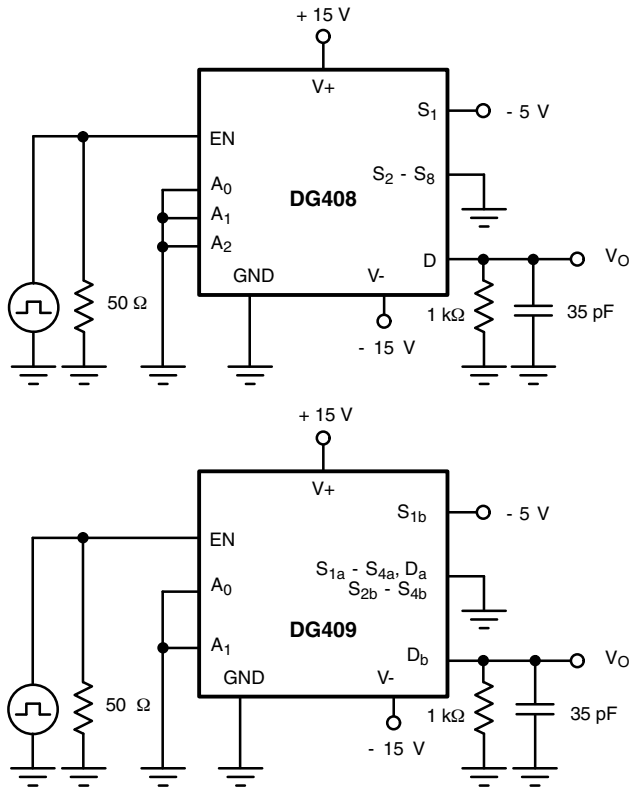 + 15 V
V+
S1
- 5 V
EN
S2 - S8
A0
DG408
A1
A2
D
VO
GND
V-
50 Ω
1 kΩ
35 pF
- 15 V
+ 15 V
V+
S1b
- 5 V
EN
S1a - S4a, Da
S2b - S4b
A0
DG409
A1
Db
VO
GND
V-
50 Ω
1 kΩ
35 pF
- 15 V